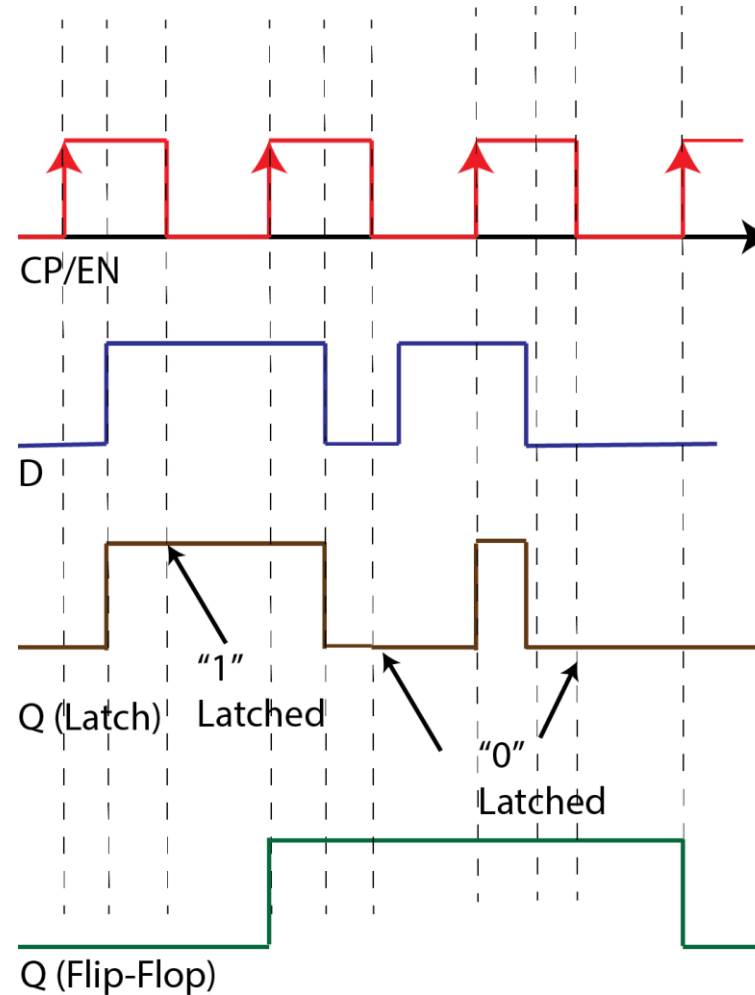 CP/EN
D
“1”
Q (Latch) Latched
“0”
Latched
Q (Flip-Flop)